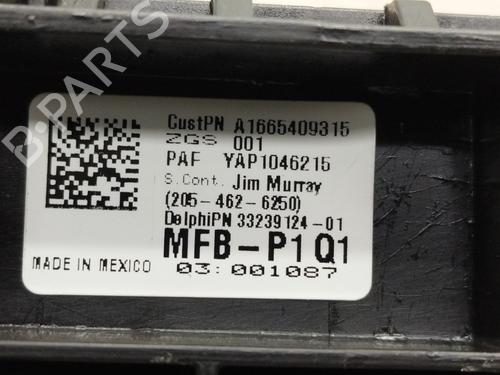 CustPN A1665409315
ZGS 001
PAF YAP1046215
S.Cont. Jim Murray
(205-462-6250)
DelphiPN 33239124-01
MFB-P1Q1
MADE IN MEXICO 03:001087
B-PARTS